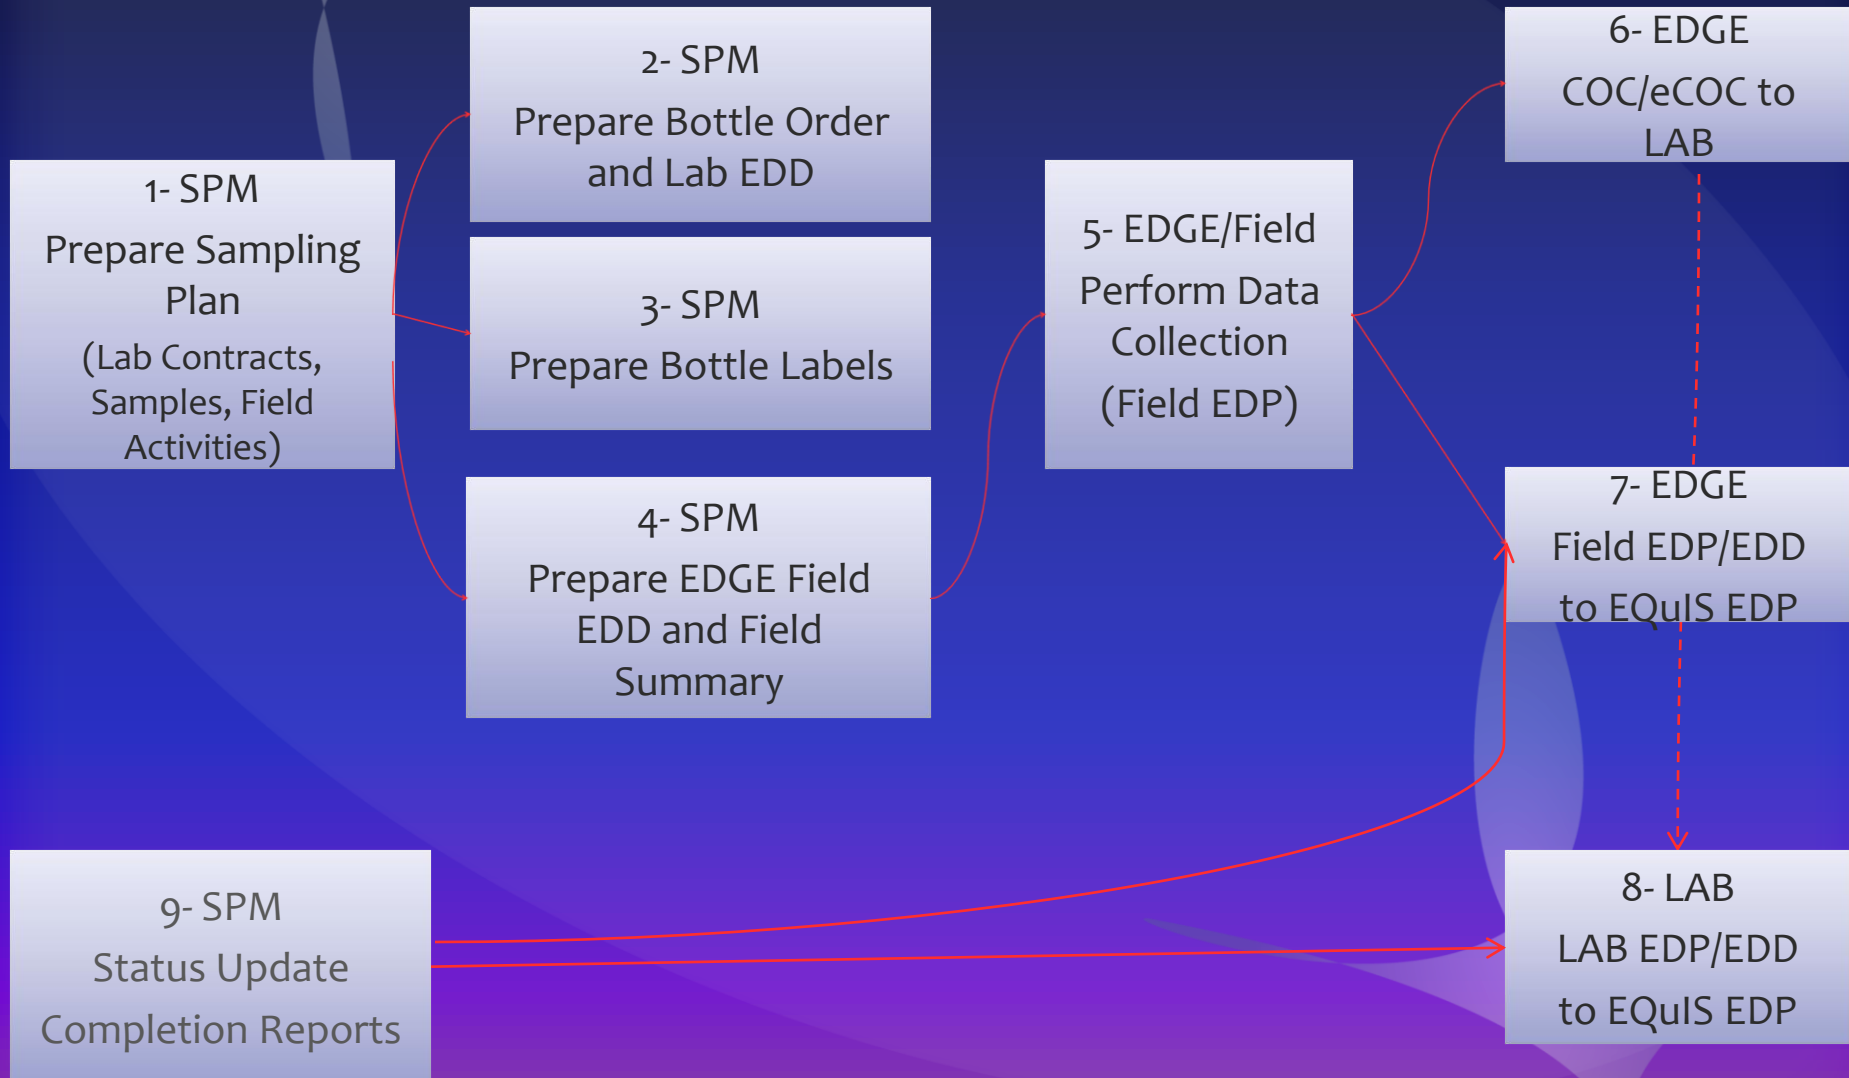 1- SPM
Prepare Sampling
Plan
(Lab Contracts,
Samples, Field
Activities)
2- SPM
Prepare Bottle Order
and Lab EDD
3- SPM
Prepare Bottle Labels
4- SPM
Prepare EDGE Field
EDD and Field
Summary
5- EDGE/Field
Perform Data
Collection
(Field EDP)
6- EDGE
COC/eCOC to
LAB
7- EDGE
Field EDP/EDD
to EQuIS EDP
8- LAB
LAB EDP/EDD
to EQuIS EDP
9- SPM
Status Update
Completion Reports